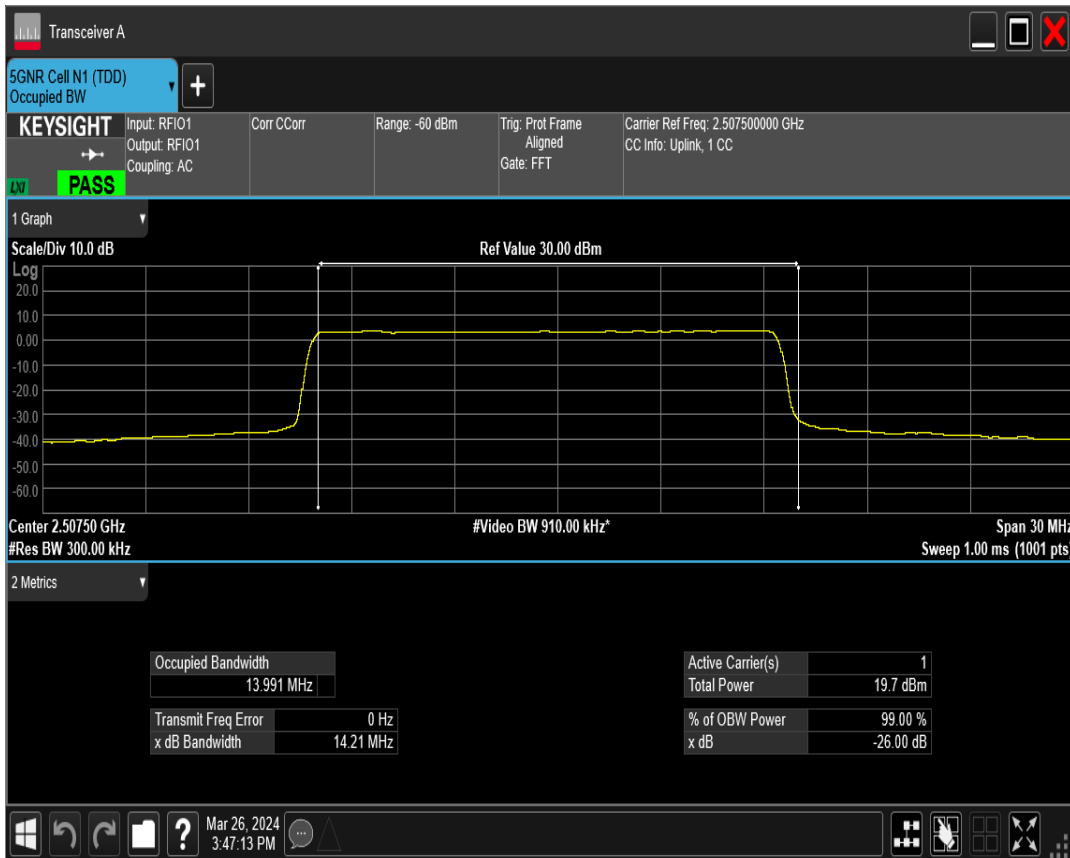 Transceiver A
5GNR Cell N1 (TDD)
Occupied BW
+
KEYSIGHT
LXI
PASS
Input: RFIO1
Output: RFIO1
Coupling: AC
Corr CCorr
Range: -60 dBm
Trig: Prot Frame
Aligned
Gate: FFT
Carrier Ref Freq: 2.507500000 GHz
CC Info: Uplink, 1 CC
1 Graph
Scale/Div 10.0 dB
Ref Value 30.00 dBm
Log
20.0
10.0
0.00
-10.0
-20.0
-30.0
-40.0
-50.0
-60.0
Center 2.50750 GHz
#Video BW 910.00 kHz*
Span 30 MHz
#Res BW 300.00 kHz
Sweep 1.00 ms (1001 pts)
2 Metrics
Occupied Bandwidth
13.991 MHz
Active Carrier(s) 1
Total Power 19.7 dBm
Transmit Freq Error 0 Hz
x dB Bandwidth 14.21 MHz
% of OBW Power 99.00 %
x dB -26.00 dB
?
Mar 26, 2024
3:47:13 PM